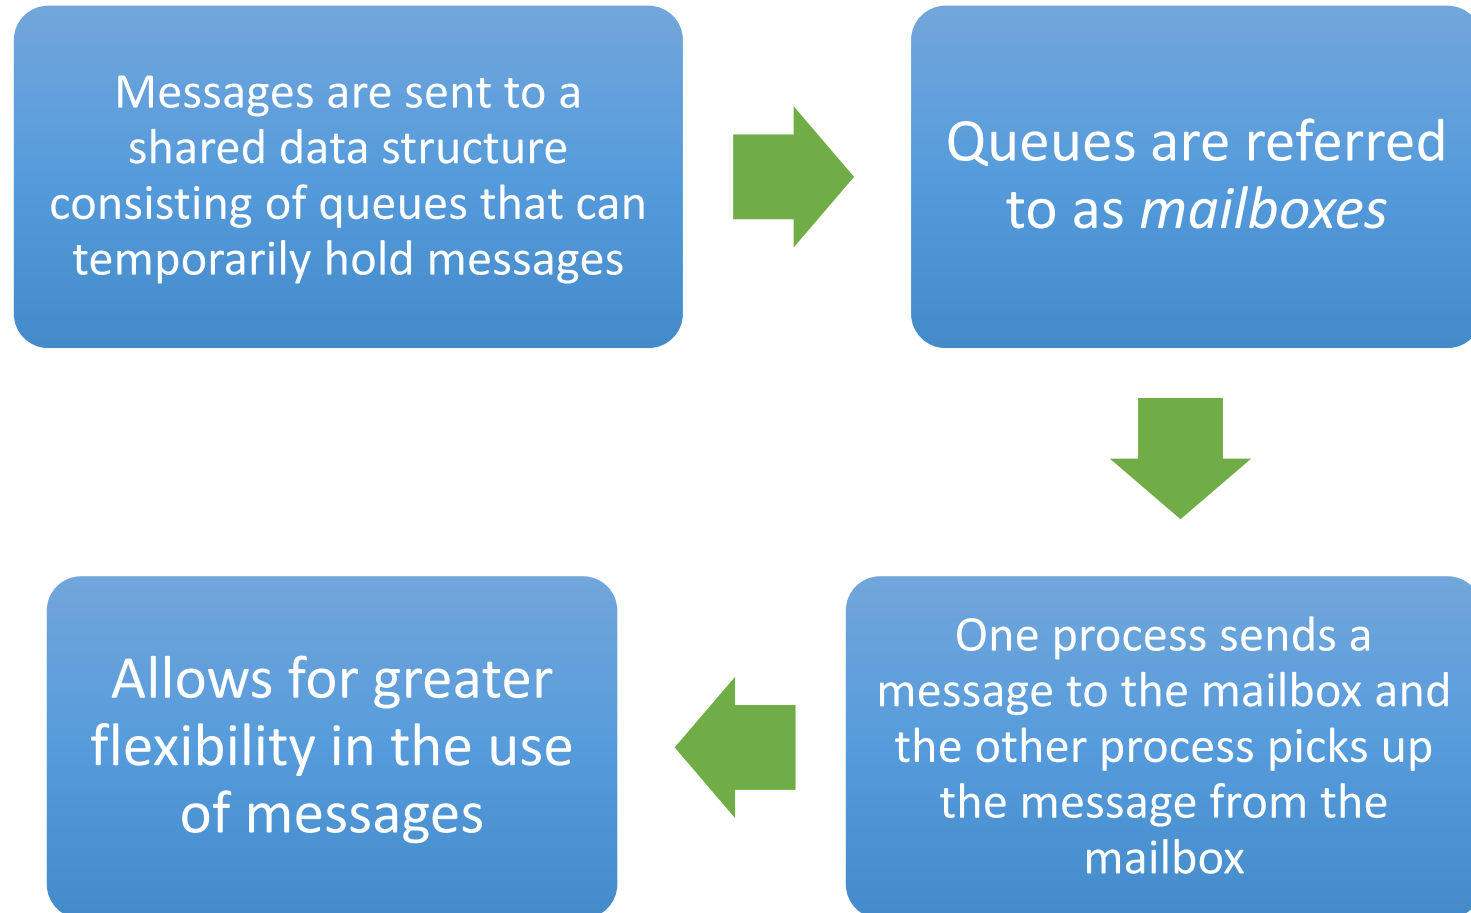 Messages are sent to a
shared data structure
consisting of queues that can
temporarily hold messages
Queues are referred
to as mailboxes
One process sends a
message to the mailbox and
the other process picks up
the message from the
mailbox
Allows for greater
flexibility in the use
of messages